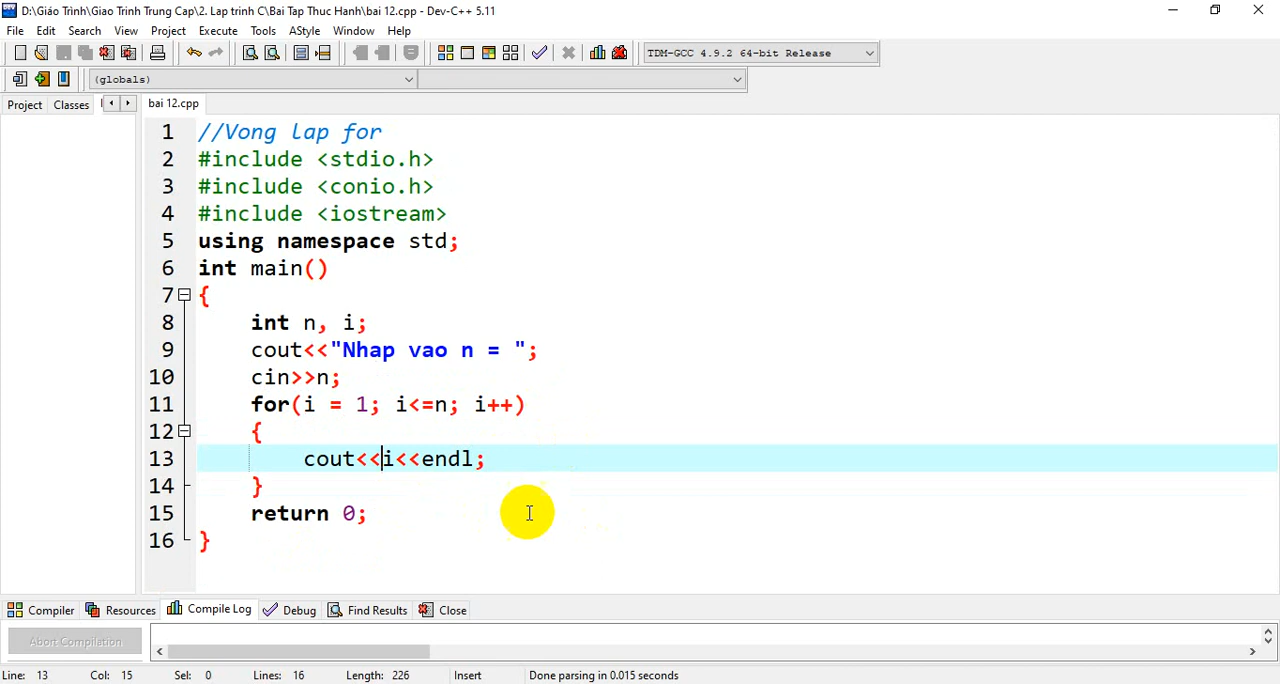 D:\Giáo Trình\Giao Trinh Trung Cap\2. Lap trinh C\Bai Tap Thuc Hanh\bai 12.cpp - Dev-C++ 5.11
File Edit Search View Project Execute Tools AStyle Window Help
TDM-GCC 4.9.2 64-bit Release
(globals)
Project Classes bai 12.cpp
1 //Vong lap for
2 #include <stdio.h>
3 #include <conio.h>
4 #include <iostream>
5 using namespace std;
6 int main()
7 {
8 int n, i;
9 cout<<"Nhap vao n = ";
10 cin>>n;
11 for(i = 1; i<=n; i++)
12 {
13 cout<<i<<endl;
14 }
15 return 0;
16 }
Compiler Resources Compile Log Debug Find Results Close
Abort Compilation
Line: 13 Col: 15 Sel: 0 Lines: 16 Length: 226 Insert Done parsing in 0.015 seconds